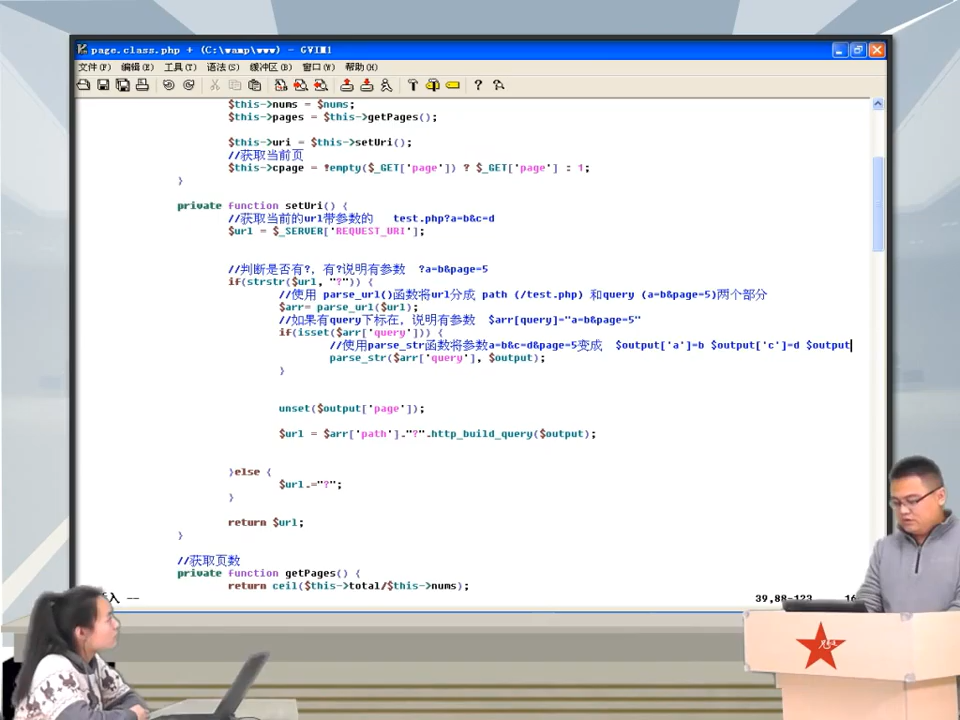 page.class.php + (C:\wamp\www) - GVIM1
文件(F) 编辑(E) 工具(T) 语法(S) 缓冲区(B) 窗口(W) 帮助(H)
$this->nums = $nums;
$this->pages = $this->getPages();
$this->uri = $this->setUri();
//获取当前页
$this->cpage = !empty($_GET['page']) ? $_GET['page'] : 1;
}
private function setUri() {
//获取当前的url带参数的 test.php?a=b&c=d
$url = $_SERVER['REQUEST_URI'];
//判断是否有?, 有?说明有参数 ?a=b&page=5
if(strstr($url, "?")) {
//使用 parse_url()函数将url分成 path (/test.php) 和query (a=b&page=5)两个部分
$arr= parse_url($url);
//如果有query下标在, 说明有参数 $arr[query]="a=b&page=5"
if(isset($arr['query'])) {
//使用parse_str函数将参数a=b&c=d&page=5变成 $output['a']=b $output['c']=d $output
parse_str($arr['query'], $output);
}
unset($output['page']);
$url = $arr['path']."?".http_build_query($output);
}else {
$url.="?";
}
return $url;
}
//获取页数
private function getPages() {
return ceil($this->total/$this->nums);
入 --
39,88-123 16